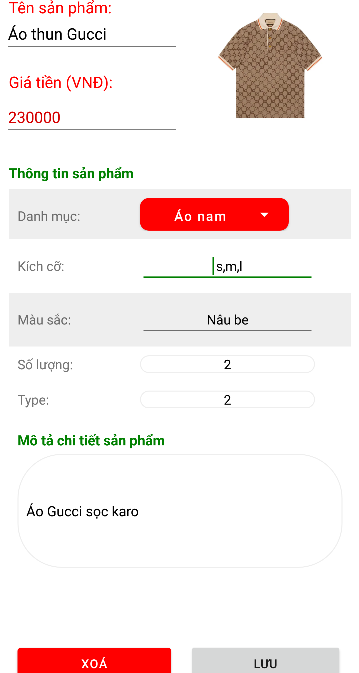 Tên sản phẩm:
Áo thun Gucci
Giá tiền (VNĐ):
230000
Thông tin sản phẩm
Danh mục: Áo nam
Kích cỡ: s,m,l
Màu sắc: Nâu be
Số lượng: 2
Type: 2
Mô tả chi tiết sản phẩm
Áo Gucci sọc karo
XOÁ LƯU